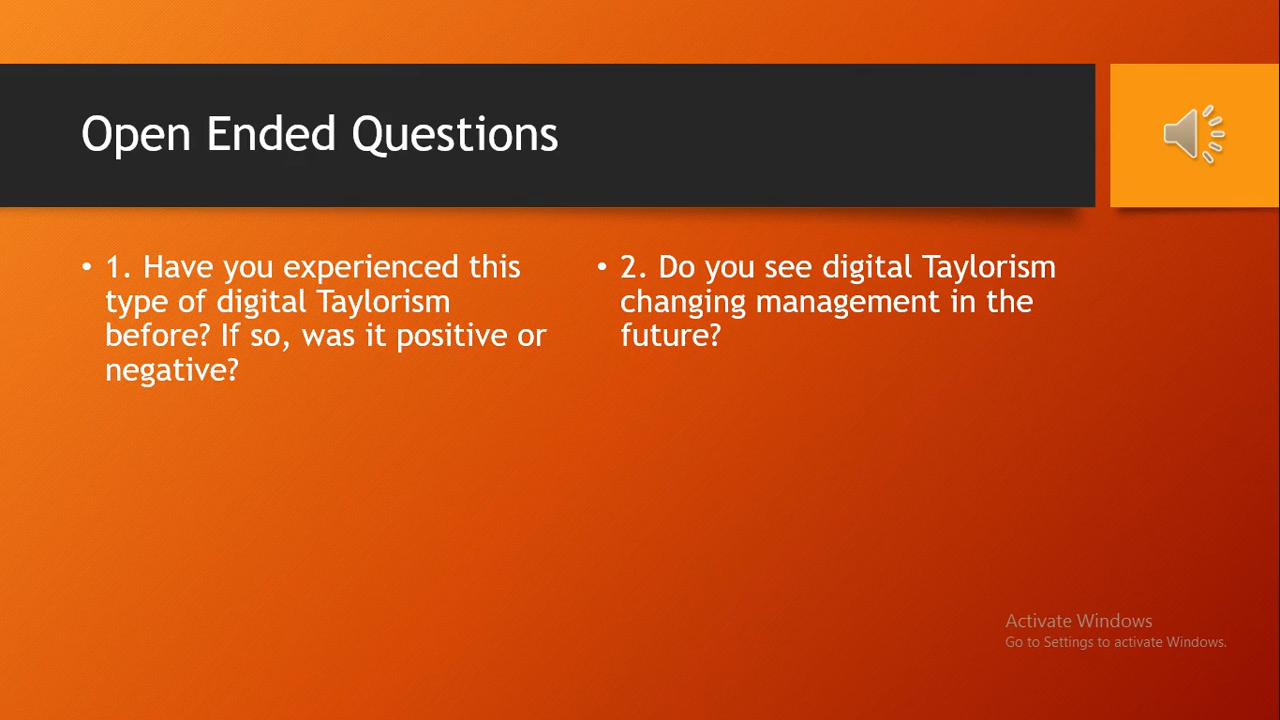 Open Ended Questions
• 1. Have you experienced this
type of digital Taylorism
before? If so, was it positive or
negative?
• 2. Do you see digital Taylorism
changing management in the
future?
Activate Windows
Go to Settings to activate Windows.